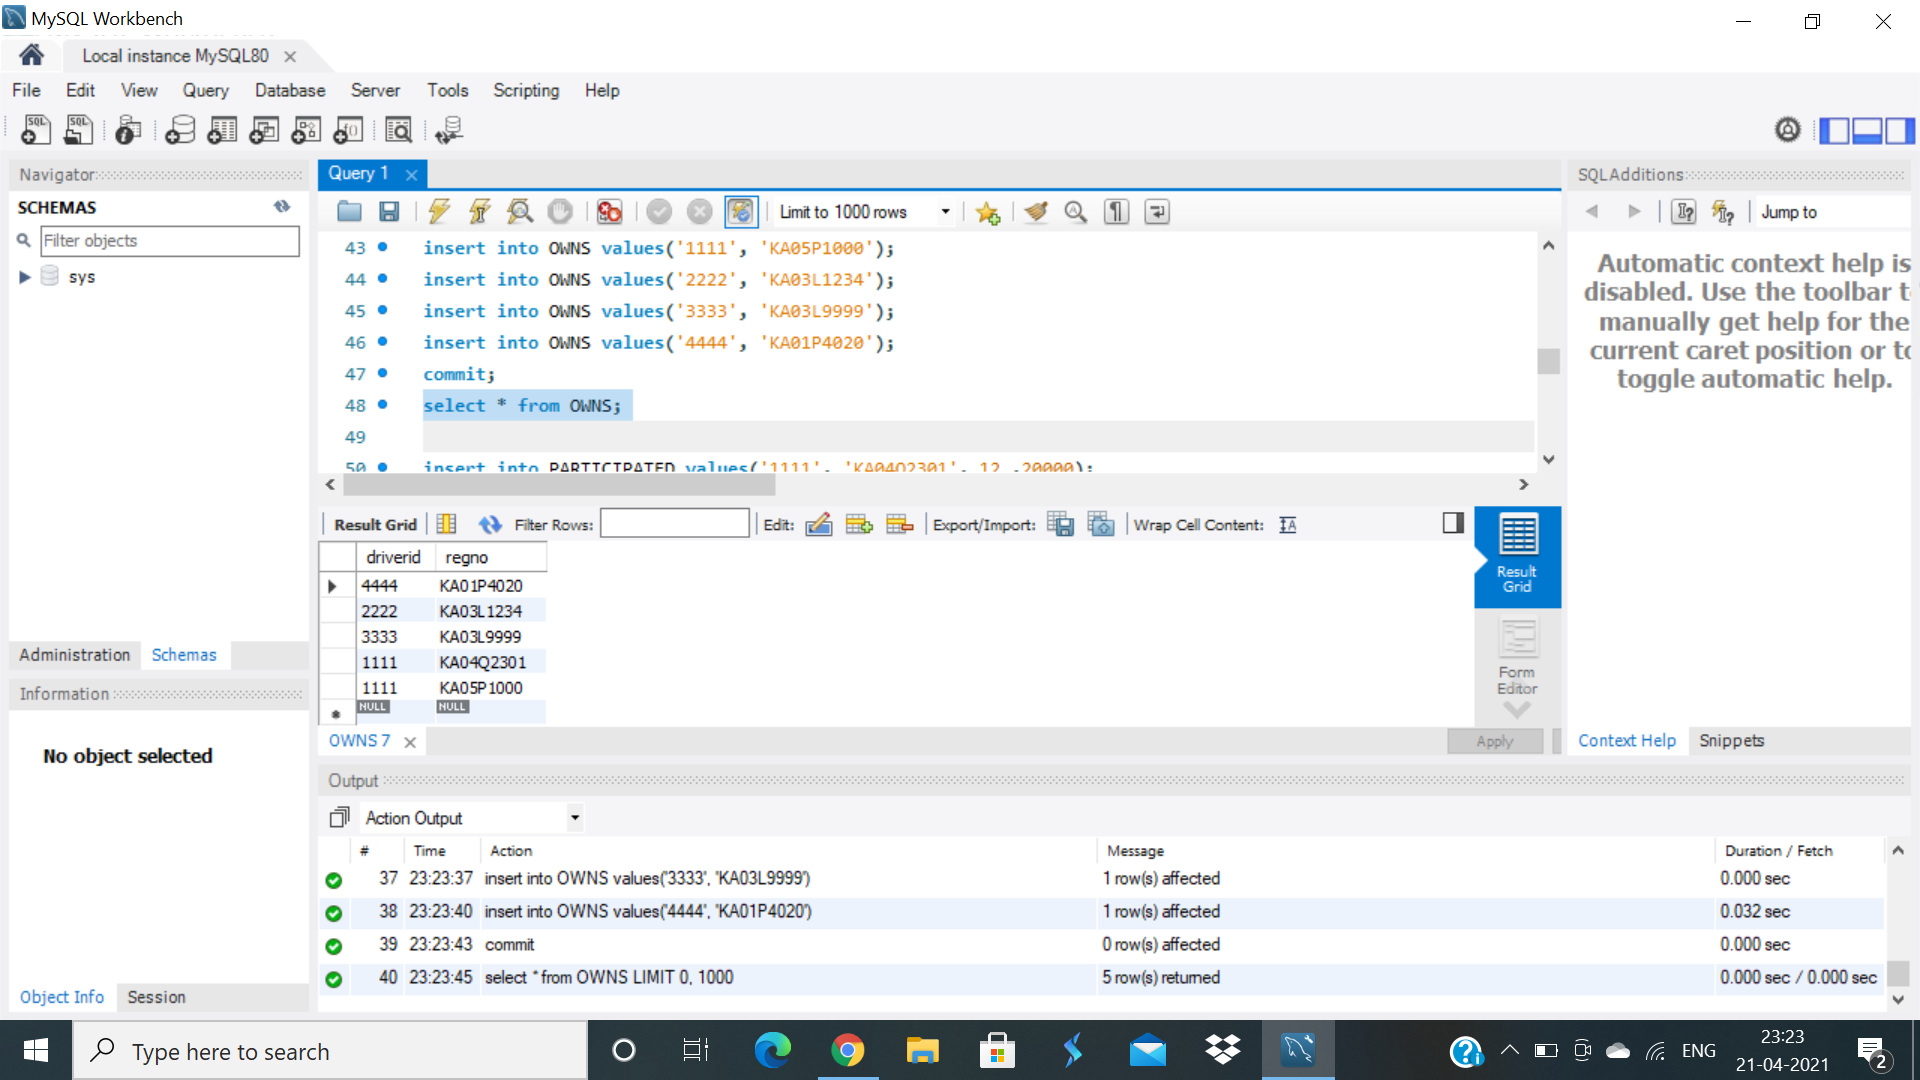 MySQL Workbench
Local instance MySQL80
File Edit View Query Database Server Tools Scripting Help
Navigator
SCHEMAS
Filter objects
sys
Administration Schemas
Information
No object selected
Object Info Session
Query 1
Limit to 1000 rows
43 insert into OWNS values('1111', 'KA05P1000');
44 insert into OWNS values('2222', 'KA03L1234');
45 insert into OWNS values('3333', 'KA03L9999');
46 insert into OWNS values('4444', 'KA01P4020');
47 commit;
48 select * from OWNS;
49
50 insert into PARTICIPATED values('1111', 'KA04Q2301', 12 ,20000);
Result Grid Filter Rows: Edit: Export/Import: Wrap Cell Content:
driverid regno
4444 KA01P4020
2222 KA03L1234
3333 KA03L9999
1111 KA04Q2301
1111 KA05P1000
NULL NULL
Result
Grid
Form
Editor
OWNS 7
Apply
SQLAdditions
Jump to
Automatic context help is
disabled. Use the toolbar
manually get help for the
current caret position or
toggle automatic help.
Context Help Snippets
Output
Action Output
# Time Action Message Duration / Fetch
37 23:23:37 insert into OWNS values('3333', 'KA03L9999') 1 row(s) affected 0.000 sec
38 23:23:40 insert into OWNS values('4444', 'KA01P4020') 1 row(s) affected 0.032 sec
39 23:23:43 commit 0 row(s) affected 0.000 sec
40 23:23:45 select * from OWNS LIMIT 0, 1000 5 row(s) returned 0.000 sec / 0.000 sec
Type here to search
ENG
23:23
21-04-2021
2